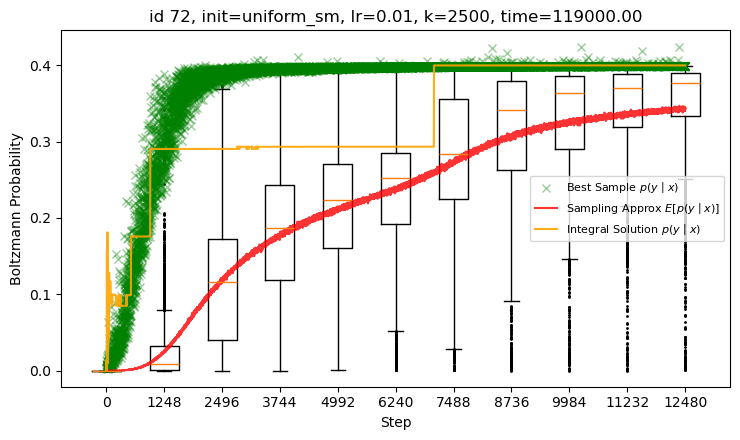 id 72, init=uniform_sm, lr=0.01, k=2500, time=119000.00
Boltzmann Probability
0.4
0.3
0.2
0.1
0.0
Best Sample p(y | x)
Sampling Approx E[p(y | x)]
Integral Solution p(y | x)
0 1248 2496 3744 4992 6240 7488 8736 9984 11232 12480
Step